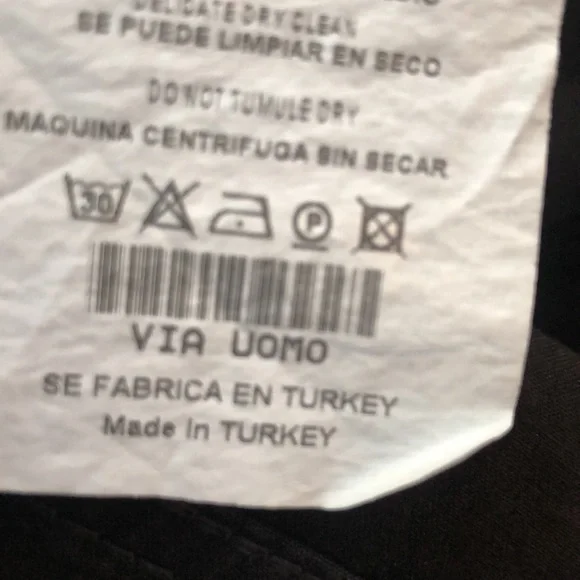 DELICATE DRY CLEAN
SE PUEDE LIMPIAR EN SECO
DO NOT TUMULE DRY
MAQUINA CENTRIFUGA SIN SECAR
30 P
VIA UOMO
SE FABRICA EN TURKEY
Made in TURKEY